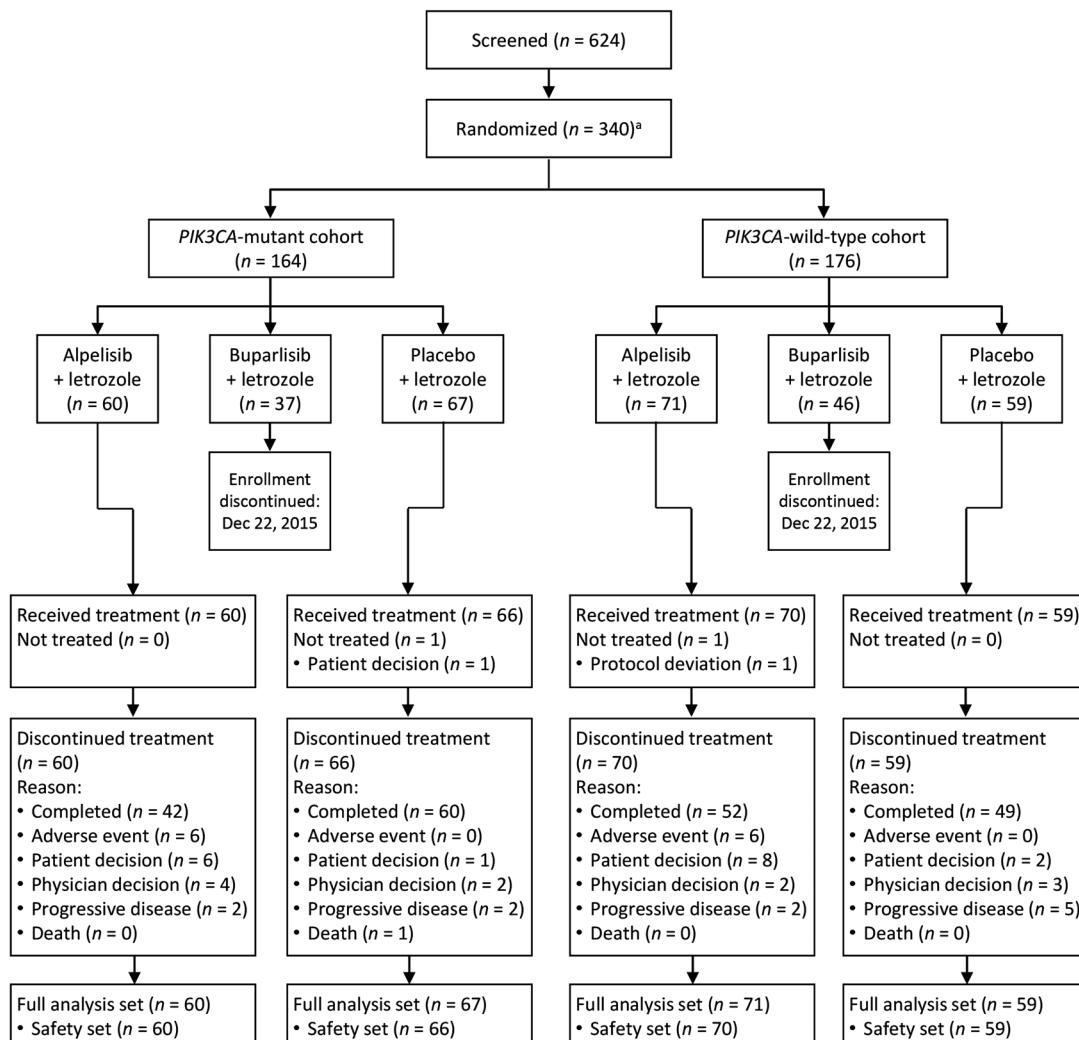 Screened (n = 624)
Randomized (n = 340)ᵃ
PIK3CA-mutant cohort
(n = 164)
PIK3CA-wild-type cohort
(n = 176)
Alpelisib
+ letrozole
(n = 60)
Buparlisib
+ letrozole
(n = 37)
Placebo
+ letrozole
(n = 67)
Alpelisib
+ letrozole
(n = 71)
Buparlisib
+ letrozole
(n = 46)
Placebo
+ letrozole
(n = 59)
Enrollment
discontinued:
Dec 22, 2015
Enrollment
discontinued:
Dec 22, 2015
Received treatment (n = 60)
Not treated (n = 0)
Received treatment (n = 66)
Not treated (n = 1)
• Patient decision (n = 1)
Received treatment (n = 70)
Not treated (n = 1)
• Protocol deviation (n = 1)
Received treatment (n = 59)
Not treated (n = 0)
Discontinued treatment
(n = 60)
Reason:
• Completed (n = 42)
• Adverse event (n = 6)
• Patient decision (n = 6)
• Physician decision (n = 4)
• Progressive disease (n = 2)
• Death (n = 0)
Discontinued treatment
(n = 66)
Reason:
• Completed (n = 60)
• Adverse event (n = 0)
• Patient decision (n = 1)
• Physician decision (n = 2)
• Progressive disease (n = 2)
• Death (n = 1)
Discontinued treatment
(n = 70)
Reason:
• Completed (n = 52)
• Adverse event (n = 6)
• Patient decision (n = 8)
• Physician decision (n = 2)
• Progressive disease (n = 2)
• Death (n = 0)
Discontinued treatment
(n = 59)
Reason:
• Completed (n = 49)
• Adverse event (n = 0)
• Patient decision (n = 2)
• Physician decision (n = 3)
• Progressive disease (n = 5)
• Death (n = 0)
Full analysis set (n = 60)
• Safety set (n = 60)
Full analysis set (n = 67)
• Safety set (n = 66)
Full analysis set (n = 71)
• Safety set (n = 70)
Full analysis set (n = 59)
• Safety set (n = 59)